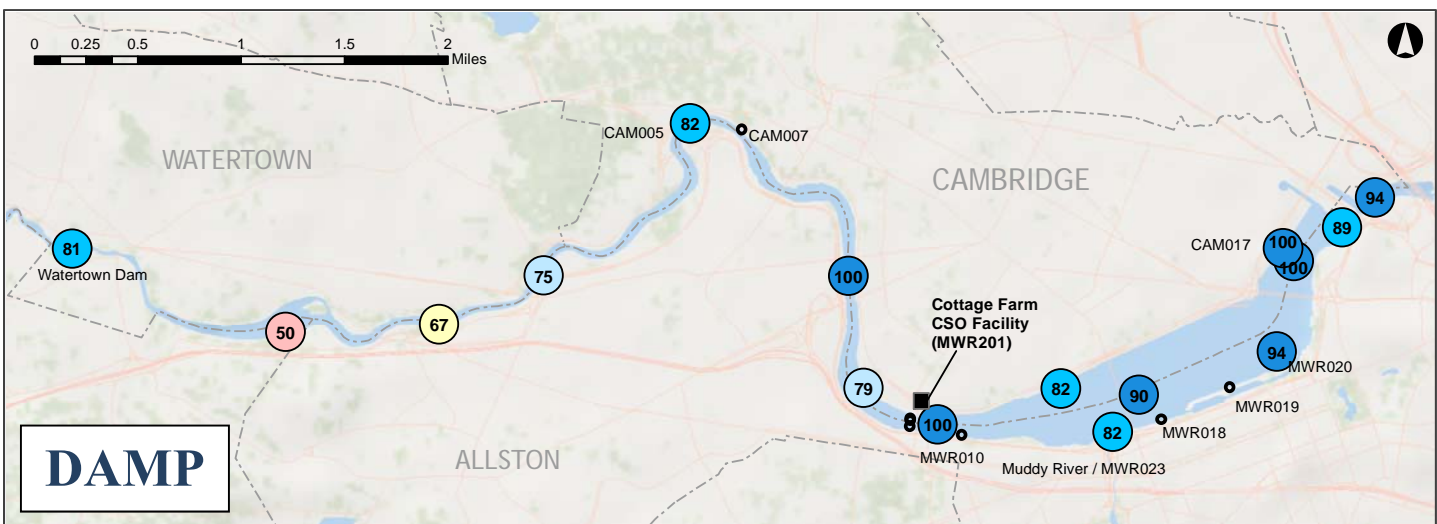 0 0.25 0.5 1 1.5 2
Miles
CAM005
82
CAM007
WATERTOWN
CAMBRIDGE
94
89
81
Watertown Dam
CAM017
100
100
75
100
50
67
Cottage Farm
CSO Facility
(MWR201)
94
MWR020
79
82
90
MWR019
100
82
MWR018
MWR010
Muddy River / MWR023
ALLSTON
DAMP